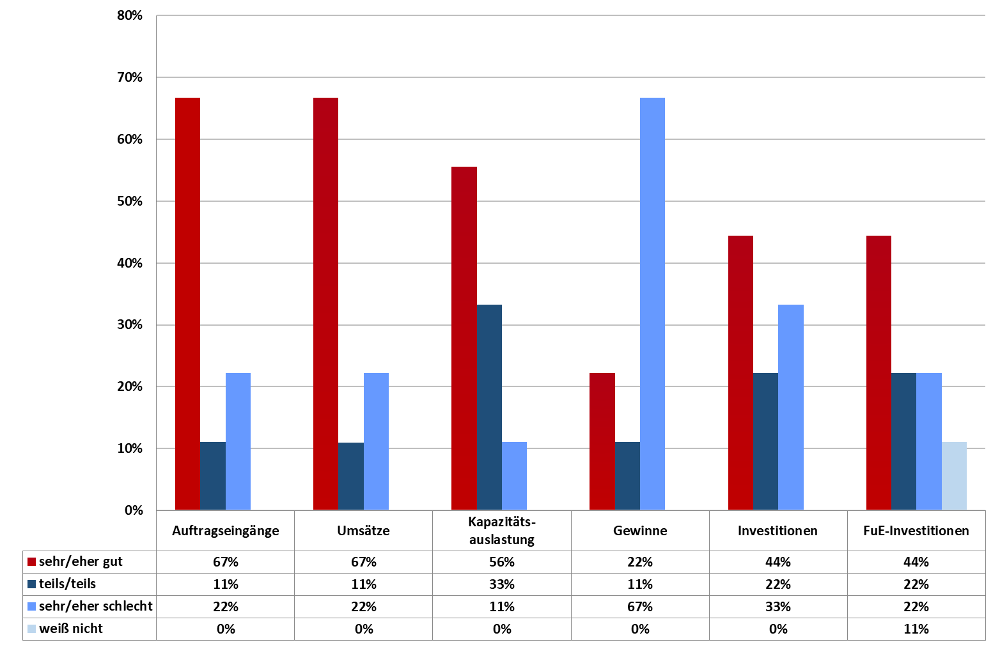 80%
70%
60%
50%
40%
30%
20%
10%
0%
Auftragseingänge Umsätze Kapazitäts-
auslastung Gewinne Investitionen FuE-Investitionen
sehr/eher gut 67% 67% 56% 22% 44% 44%
teils/teils 11% 11% 33% 11% 22% 22%
sehr/eher schlecht 22% 22% 11% 67% 33% 22%
weiß nicht 0% 0% 0% 0% 0% 11%